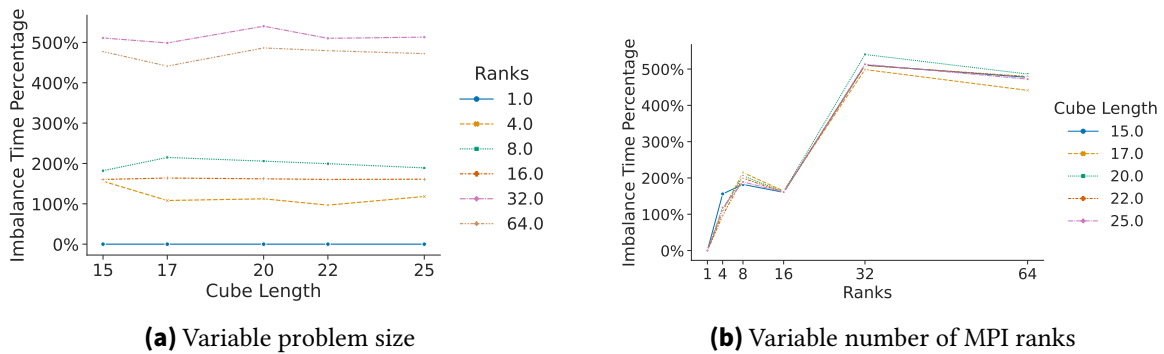 Imbalance Time Percentage
500%
400%
300%
200%
100%
0%
15 17 20 22 25
Cube Length
Ranks
1.0
4.0
8.0
16.0
32.0
64.0
(a) Variable problem size
Imbalance Time Percentage
500%
400%
300%
200%
100%
0%
1 4 8 16 32 64
Ranks
Cube Length
15.0
17.0
20.0
22.0
25.0
(b) Variable number of MPI ranks